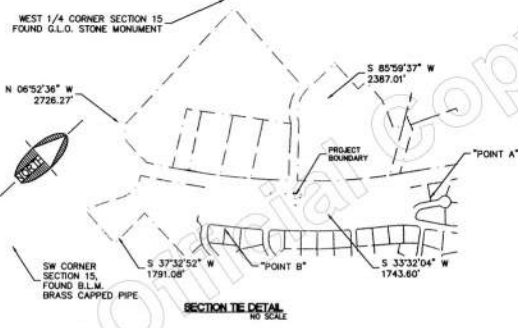 WEST 1/4 CORNER SECTION 15
FOUND G.L.O. STONE MONUMENT
S 85°59'37" W
2387.01'
N 06°52'36" W
2726.27'
PROJECT
BOUNDARY
"POINT A"
NORTH
SW CORNER
SECTION 15,
FOUND B.L.M.
BRASS CAPPED PIPE
S 37°32'52" W
1791.08'
"POINT B"
S 33°32'04" W
1743.60'
SECTION TIE DETAIL
NO SCALE
Official Copy